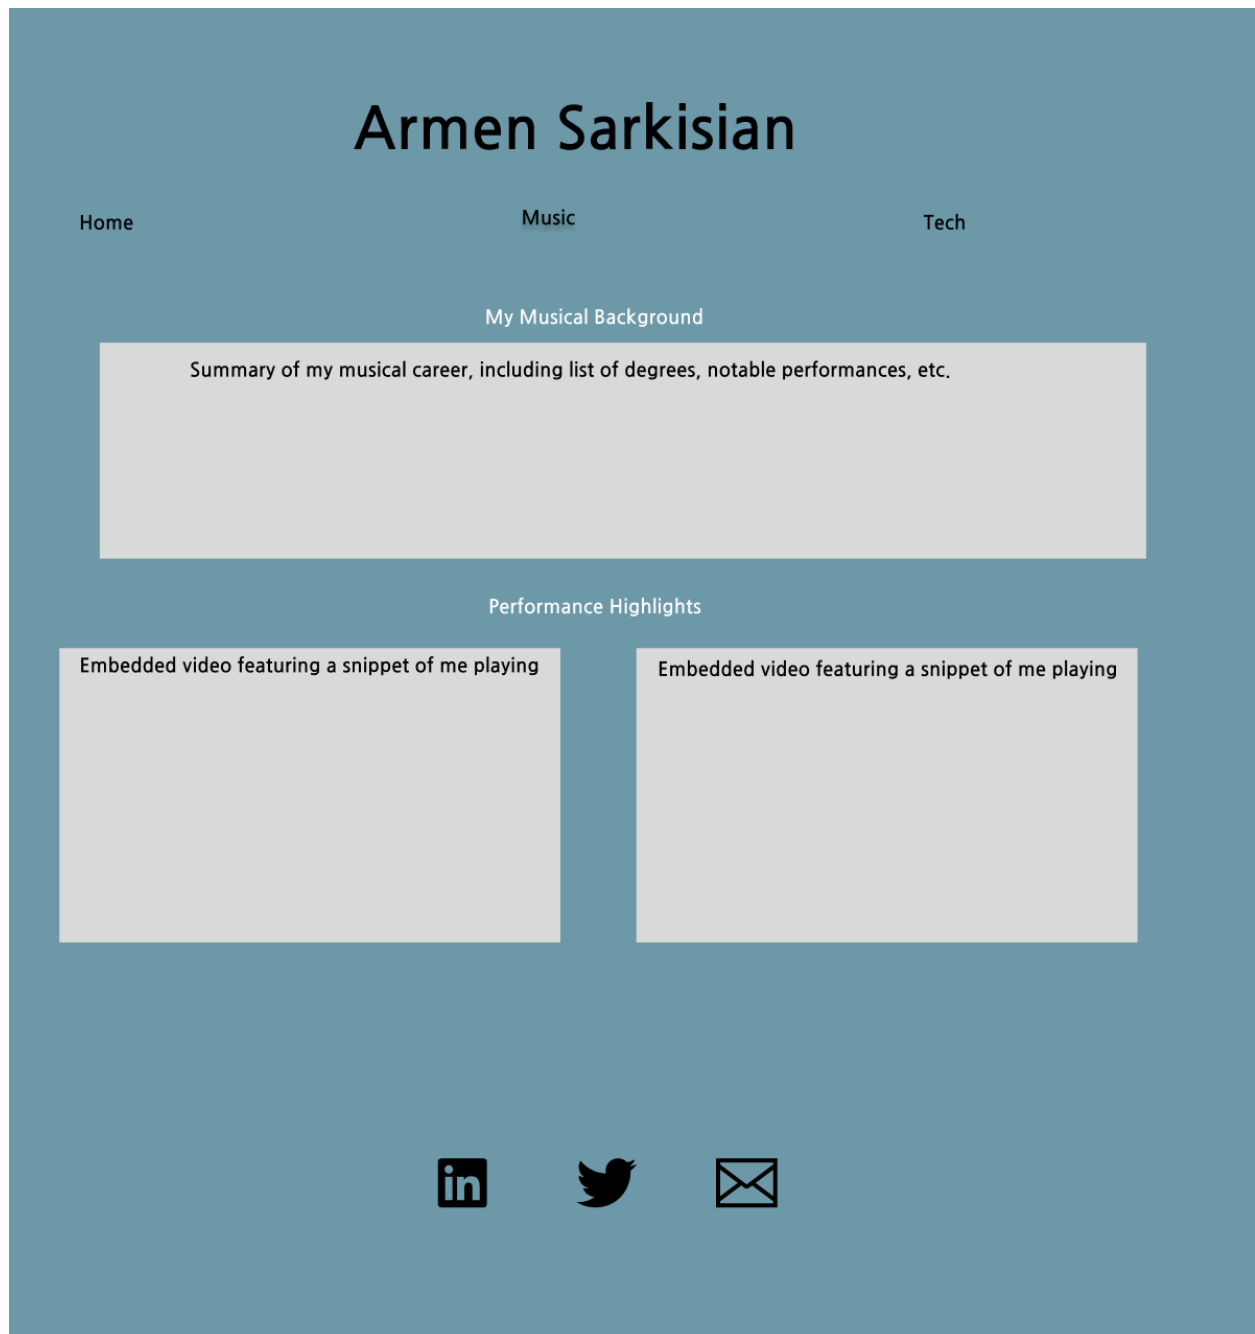 Armen Sarkisian
Home
Music
Tech
My Musical Background
Summary of my musical career, including list of degrees, notable performances, etc.
Performance Highlights
Embedded video featuring a snippet of me playing
Embedded video featuring a snippet of me playing
in